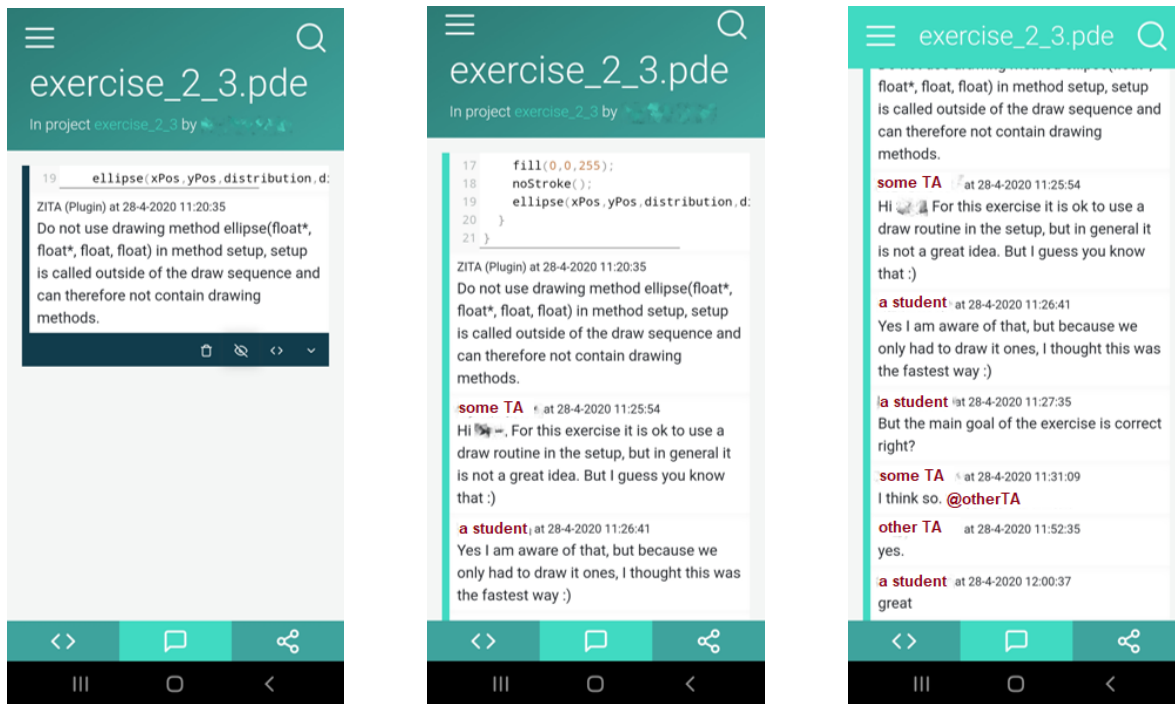 exercise_2_3.pde
In project exercise_2_3 by
19 ellipse(xPos,yPos,distribution,di
ZITA (Plugin) at 28-4-2020 11:20:35
Do not use drawing method ellipse(float*,
float*, float, float) in method setup, setup
is called outside of the draw sequence and
can therefore not contain drawing
methods.
exercise_2_3.pde
In project exercise_2_3 by
17 fill(0,0,255);
18 noStroke();
19 ellipse(xPos,yPos,distribution,di
20 }
21 }
ZITA (Plugin) at 28-4-2020 11:20:35
Do not use drawing method ellipse(float*,
float*, float, float) in method setup, setup
is called outside of the draw sequence and
can therefore not contain drawing
methods.
some TA at 28-4-2020 11:25:54
Hi , For this exercise it is ok to use a
draw routine in the setup, but in general it
is not a great idea. But I guess you know
that :)
a student at 28-4-2020 11:26:41
Yes I am aware of that, but because we
only had to draw it ones, I thought this was
the fastest way :)
exercise_2_3.pde
Do not use drawing method ellipse(float*,
float*, float, float) in method setup, setup
is called outside of the draw sequence and
can therefore not contain drawing
methods.
some TA at 28-4-2020 11:25:54
Hi For this exercise it is ok to use a
draw routine in the setup, but in general it
is not a great idea. But I guess you know
that :)
a student at 28-4-2020 11:26:41
Yes I am aware of that, but because we
only had to draw it ones, I thought this was
the fastest way :)
a student at 28-4-2020 11:27:35
But the main goal of the exercise is correct
right?
some TA at 28-4-2020 11:31:09
I think so. @otherTA
other TA at 28-4-2020 11:52:35
yes.
a student at 28-4-2020 12:00:37
great